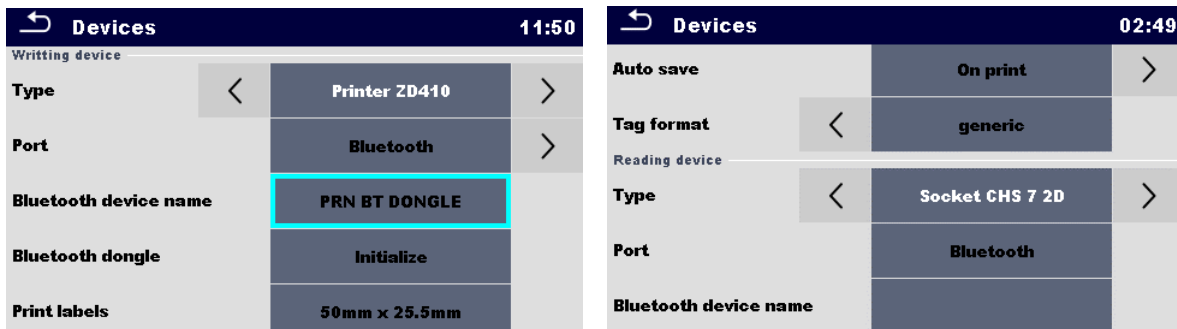 Devices 11:50
Writting device
Type Printer ZD410
Port Bluetooth
Bluetooth device name PRN BT DONGLE
Bluetooth dongle Initialize
Print labels 50mm x 25.5mm
Devices 02:49
Auto save On print
Tag format generic
Reading device
Type Socket CHS 7 2D
Port Bluetooth
Bluetooth device name